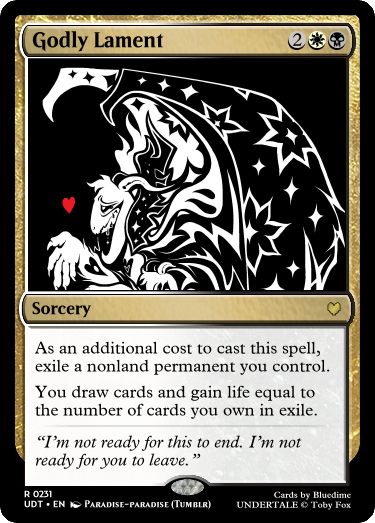 Godly Lament 2
Sorcery
As an additional cost to cast this spell,
exile a nonland permanent you control.
You draw cards and gain life equal to
the number of cards you own in exile.
“I’m not ready for this to end. I’m not
ready for you to leave.”
R 0231
UDT • EN Paradise-paradise (Tumblr)
Cards by Bluedime
UNDERTALE © Toby Fox